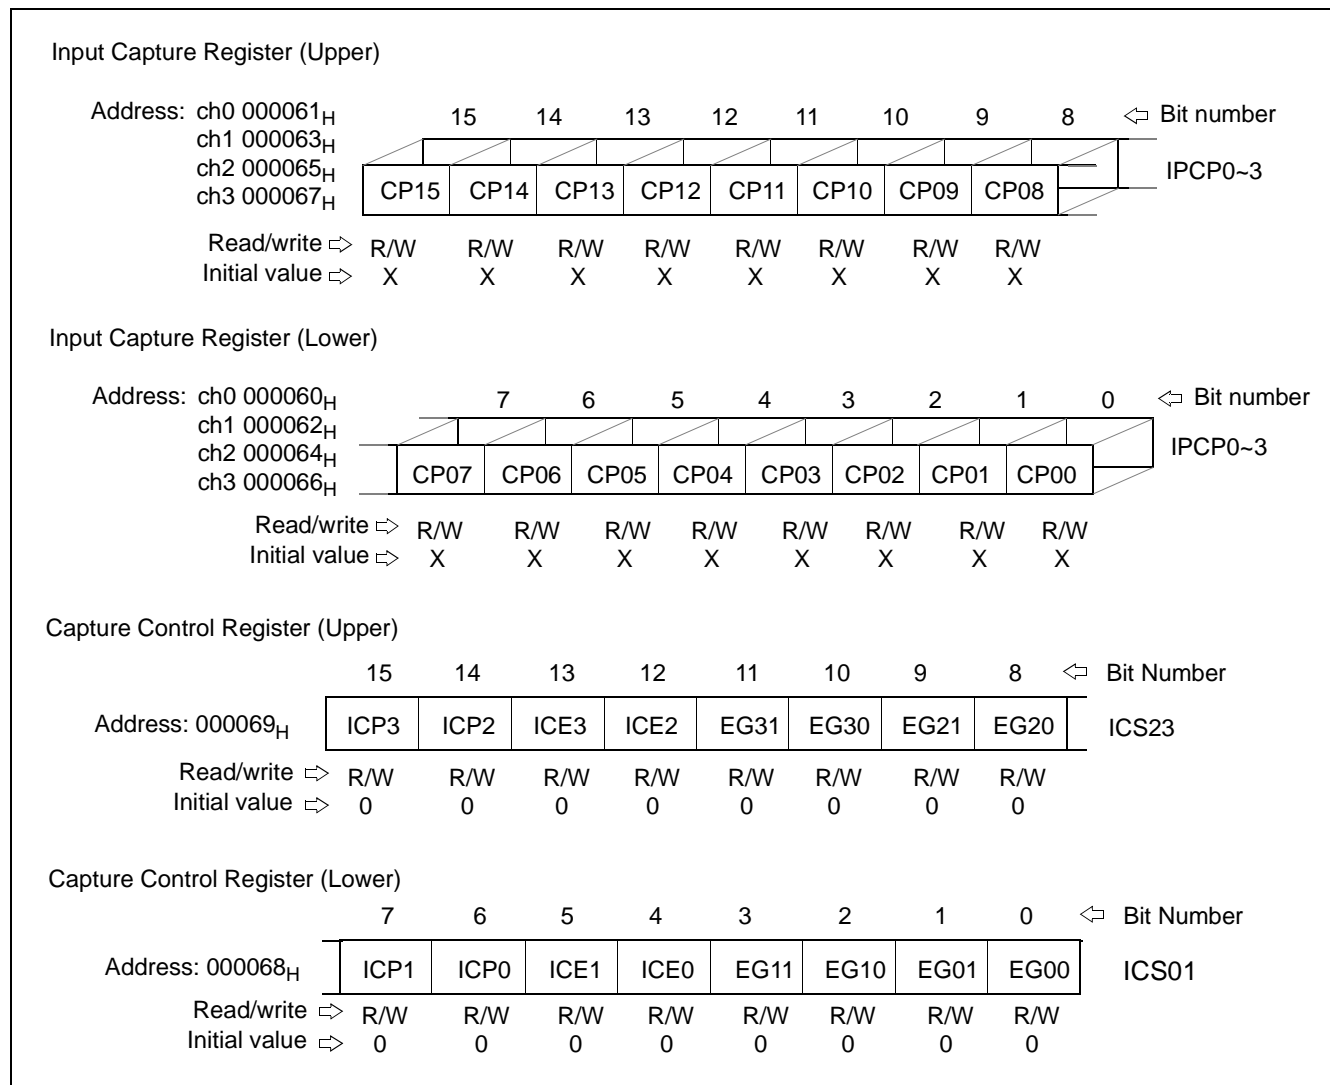 Input Capture Register (Upper)
Address: ch0 000061H 15 14 13 12 11 10 9 8 Bit number
ch1 000063H
ch2 000065H IPCP0~3
ch3 000067H CP15 CP14 CP13 CP12 CP11 CP10 CP09 CP08
Read/write R/W R/W R/W R/W R/W R/W R/W R/W
Initial value X X X X X X X X
Input Capture Register (Lower)
Address: ch0 000060H 7 6 5 4 3 2 1 0 Bit number
ch1 000062H
ch2 000064H IPCP0~3
ch3 000066H CP07 CP06 CP05 CP04 CP03 CP02 CP01 CP00
Read/write R/W R/W R/W R/W R/W R/W R/W R/W
Initial value X X X X X X X X
Capture Control Register (Upper)
15 14 13 12 11 10 9 8 Bit Number
Address: 000069H ICP3 ICP2 ICE3 ICE2 EG31 EG30 EG21 EG20 ICS23
Read/write R/W R/W R/W R/W R/W R/W R/W R/W
Initial value 0 0 0 0 0 0 0 0
Capture Control Register (Lower)
7 6 5 4 3 2 1 0 Bit Number
Address: 000068H ICP1 ICP0 ICE1 ICE0 EG11 EG10 EG01 EG00 ICS01
Read/write R/W R/W R/W R/W R/W R/W R/W R/W
Initial value 0 0 0 0 0 0 0 0